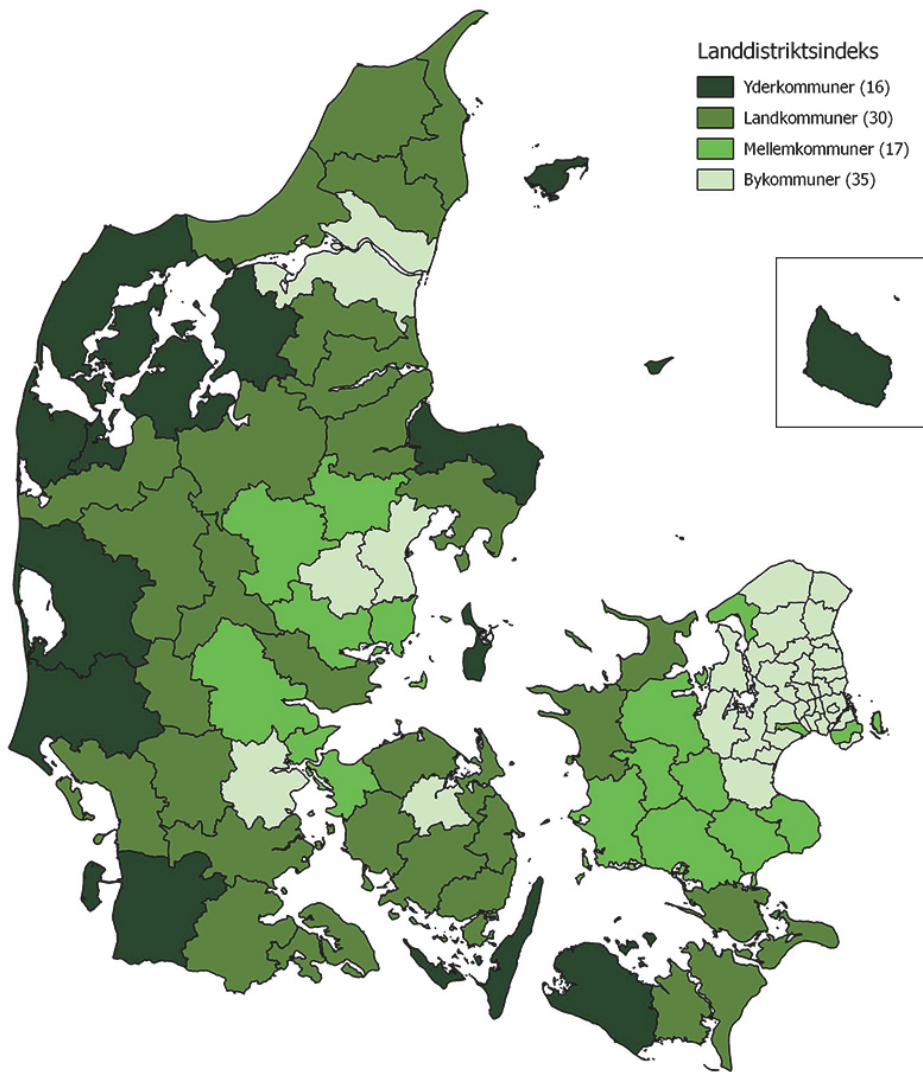 Landdistriktsindeks
Yderkommuner (16)
Landkommuner (30)
Mellemkommuner (17)
Bykommuner (35)